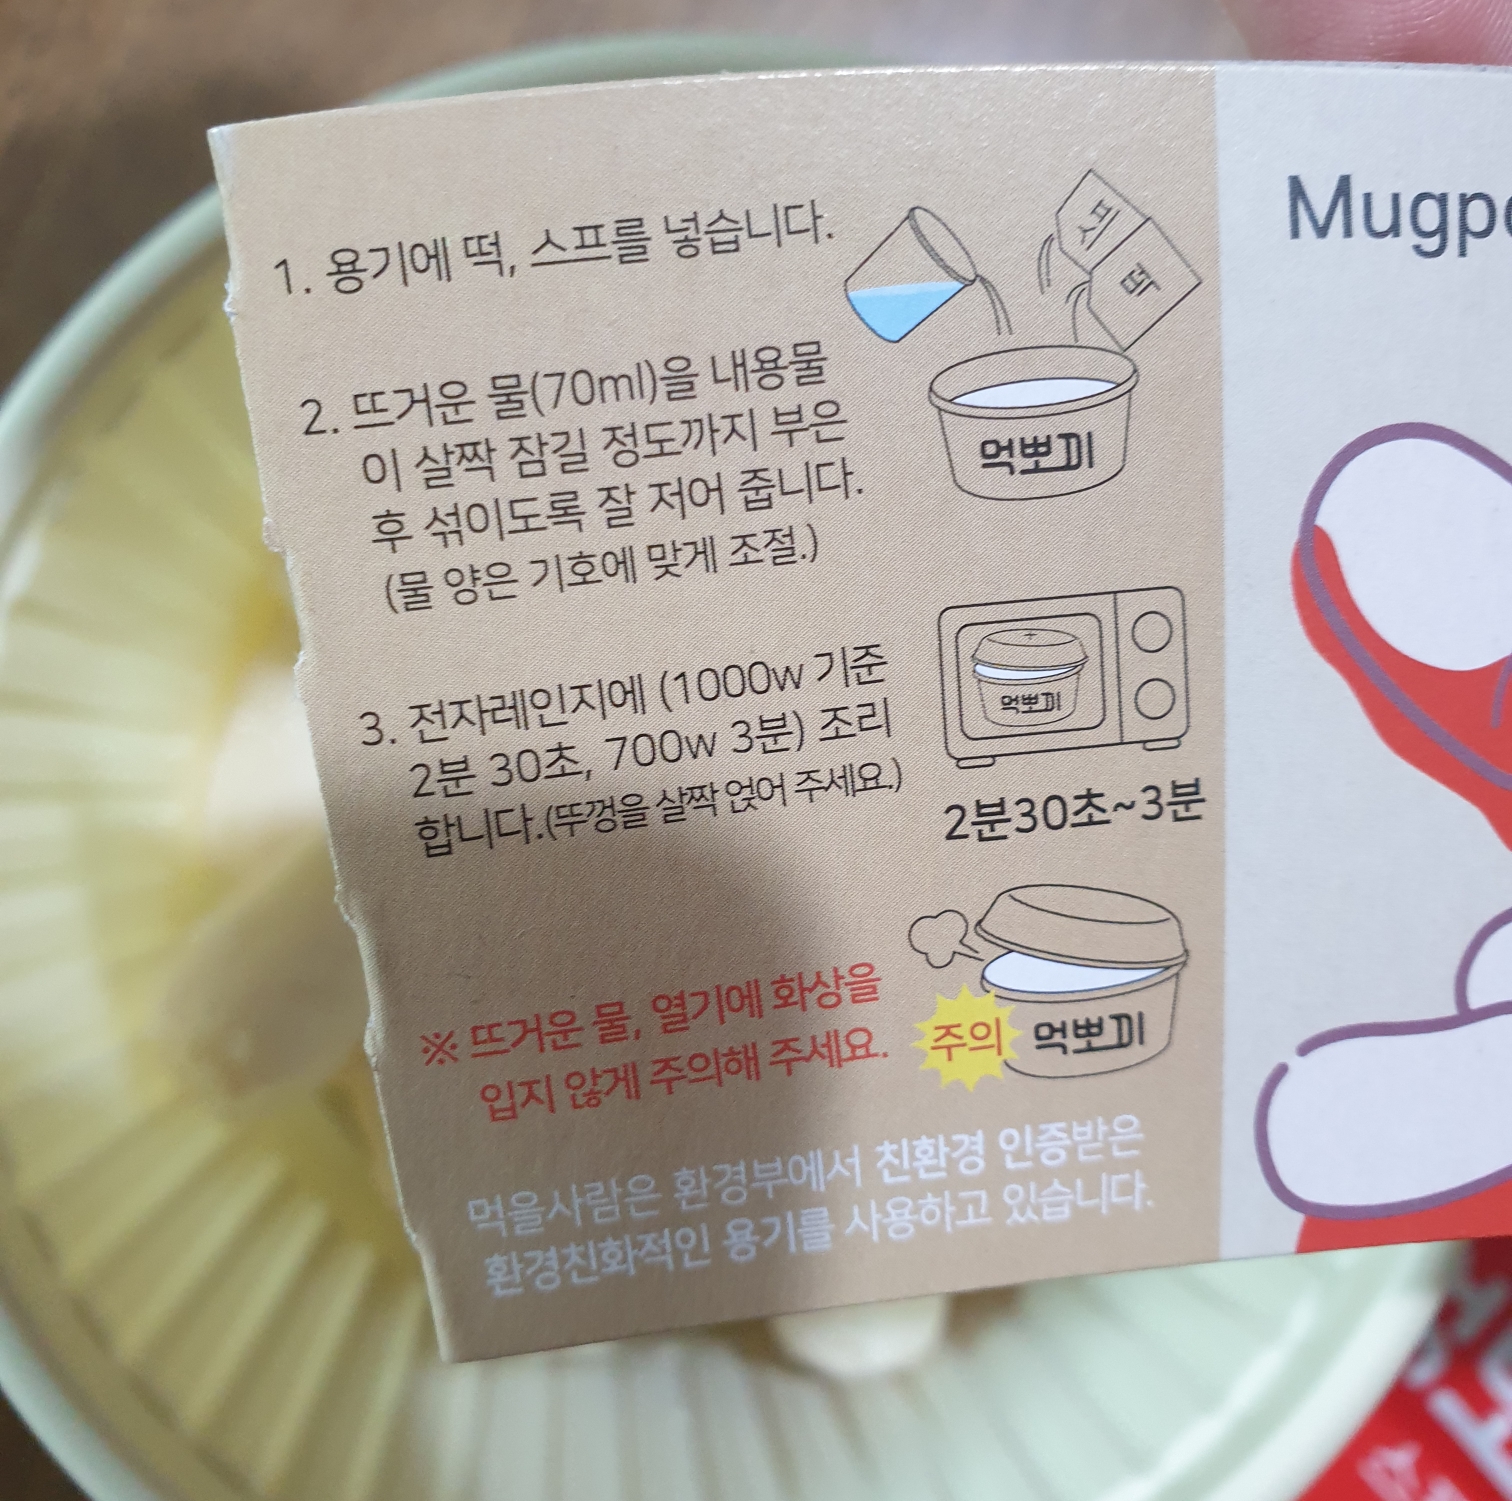 1. 용기에 떡, 스프를 넣습니다.
스프
떡
2. 뜨거운 물(70ml)을 내용물
이 살짝 잠길 정도까지 부은
후 섞이도록 잘 저어 줍니다.
(물 양은 기호에 맞게 조절.)
먹뽀끼
3. 전자레인지에 (1000w 기준
2분 30초, 700w 3분) 조리
합니다.(뚜껑을 살짝 얹어 주세요.)
먹뽀끼
2분30초~3분
※ 뜨거운 물, 열기에 화상을
입지 않게 주의해 주세요.
주의
먹뽀끼
먹을사람은 환경부에서 친환경 인증받은
환경친화적인 용기를 사용하고 있습니다.
Mugpo